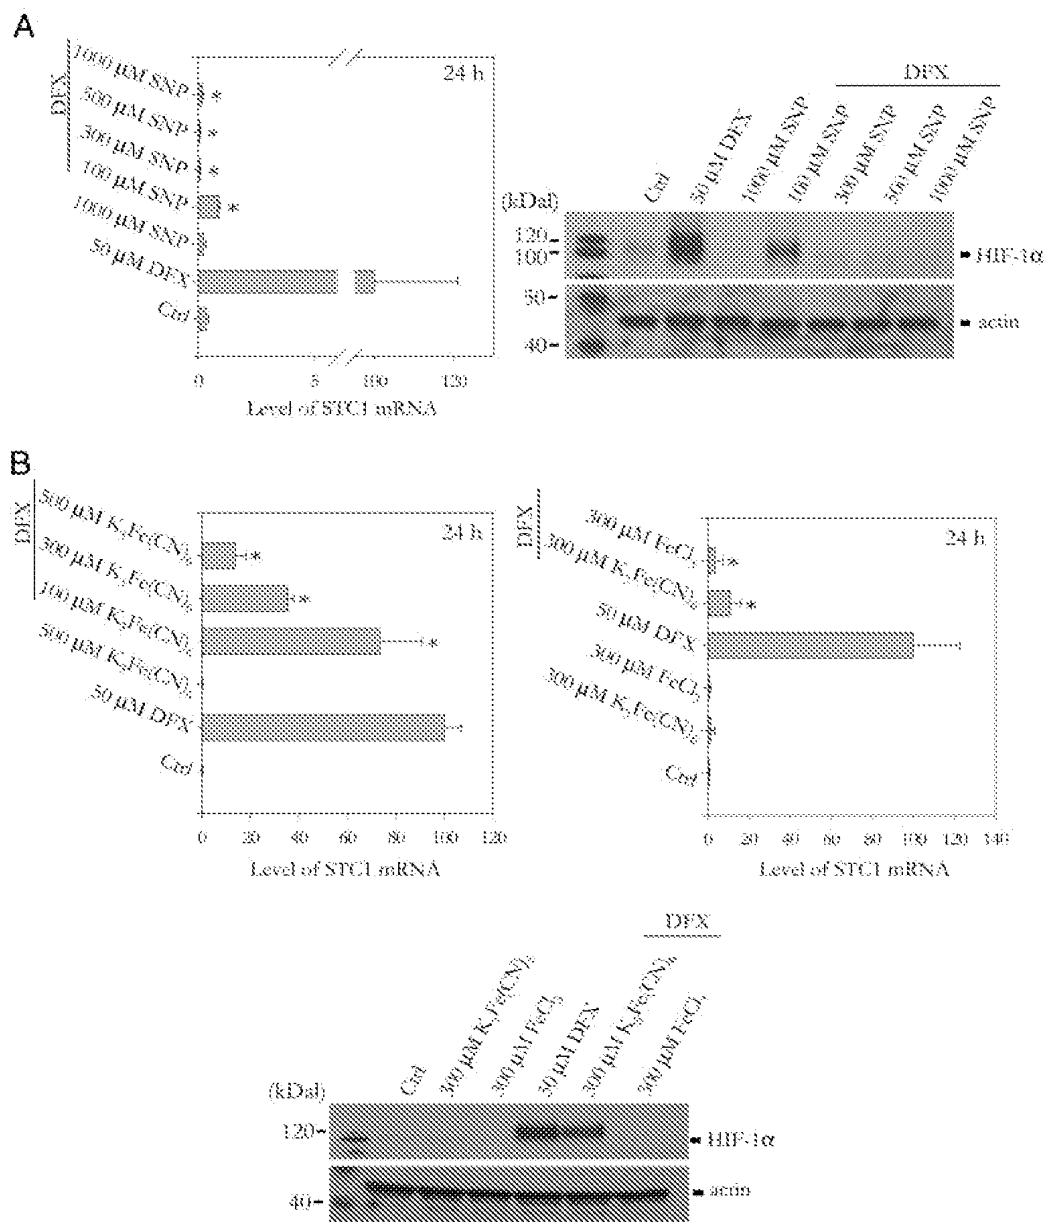 A
DFX
1000 µM SNP
500 µM SNP
300 µM SNP
100 µM SNP
1000 µM SNP
50 µM DFX
Ctrl
24 h
*
*
*
*
0 5 100 120
Level of STC1 mRNA
DFX
Ctrl
50 µM DFX
1000 µM SNP
100 µM SNP
300 µM SNP
500 µM SNP
1000 µM SNP
(kDal)
120
100
50
40
HIF-1α
actin
B
DFX
500 µM K₃Fe(CN)₆
300 µM K₃Fe(CN)₆
100 µM K₃Fe(CN)₆
500 µM K₃Fe(CN)₆
50 µM DFX
Ctrl
24 h
*
*
*
0 20 40 60 80 100 120
Level of STC1 mRNA
DFX
300 µM FeCl₃
300 µM K₃Fe(CN)₆
50 µM DFX
300 µM FeCl₃
300 µM K₃Fe(CN)₆
Ctrl
24 h
*
*
0 20 40 60 80 100 120 140
Level of STC1 mRNA
DFX
Ctrl
300 µM K₃Fe(CN)₆
300 µM FeCl₃
50 µM DFX
300 µM K₃Fe(CN)₆
300 µM FeCl₃
(kDal)
120
40
HIF-1α
actin